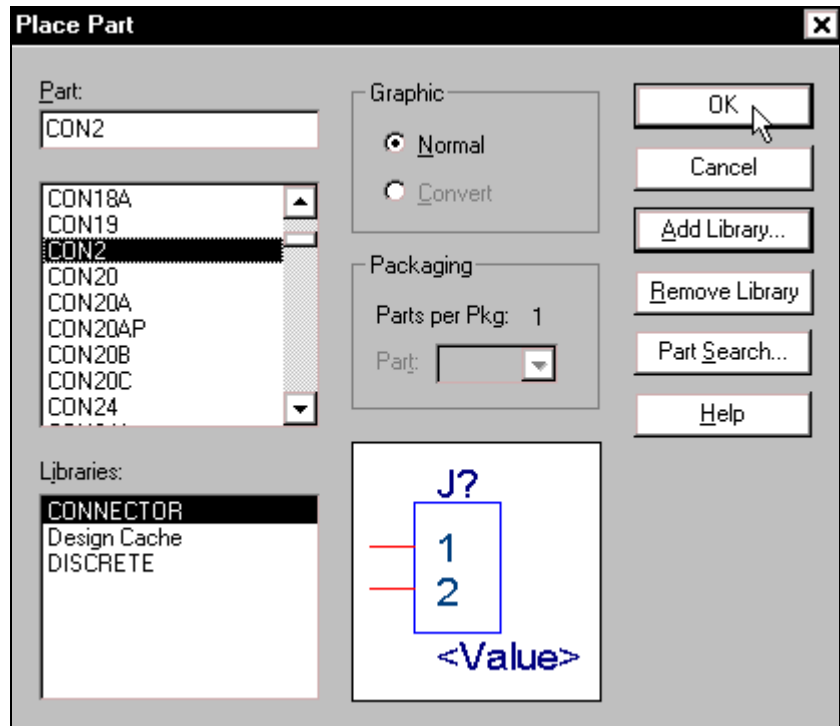 Place Part
Part:
CON2
CON18A
CON19
CON2
CON20
CON20A
CON20AP
CON20B
CON20C
CON24
Libraries:
CONNECTOR
Design Cache
DISCRETE
Graphic
Normal
Convert
Packaging
Parts per Pkg: 1
Part:
J?
1
2
<Value>
OK
Cancel
Add Library...
Remove Library
Part Search...
Help